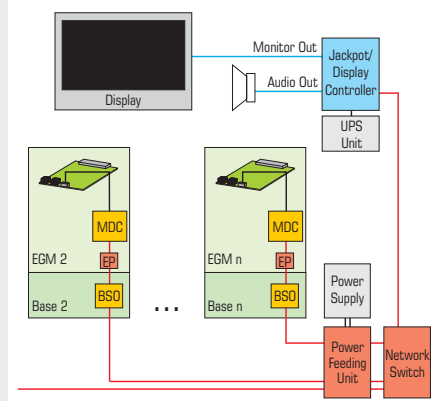 Monitor Out
Audio Out
Jackpot/
Display
Controller
Display
UPS
Unit
MDC
EGM 2
EP
Base 2
BSO
...
MDC
EGM n
EP
Base n
BSO
Power
Supply
Power
Feeding
Unit
Network
Switch